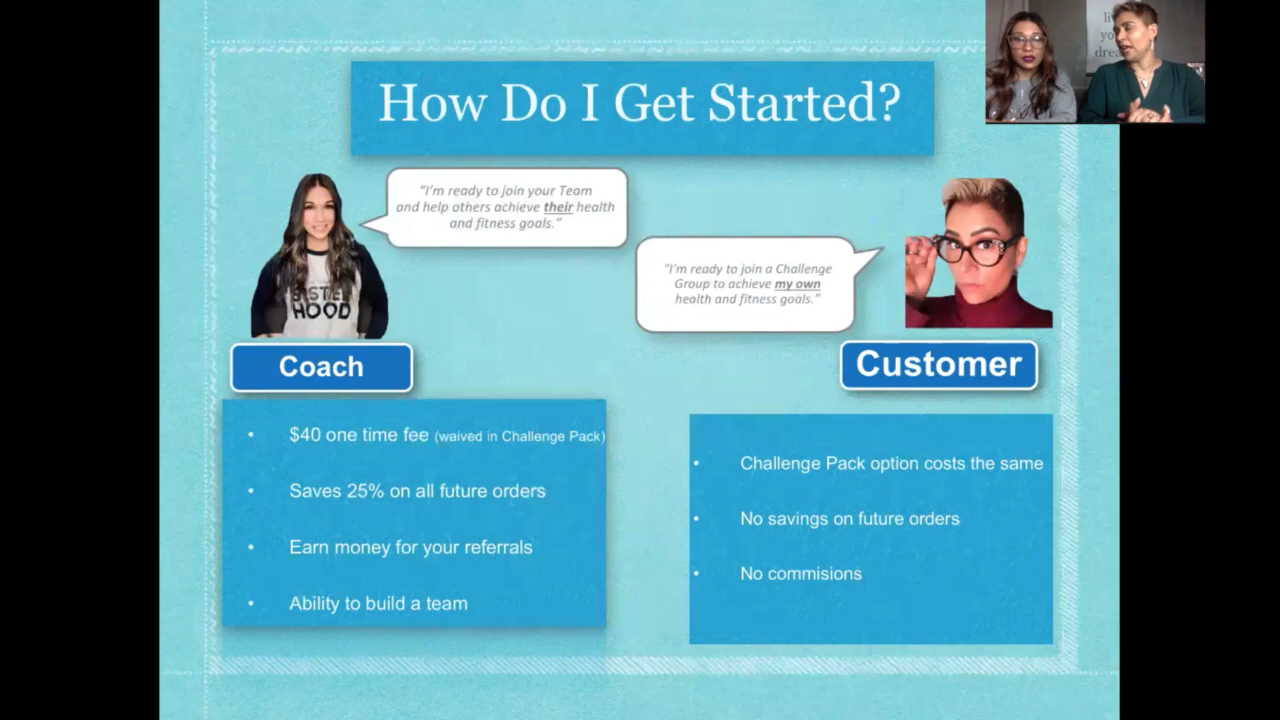 How Do I Get Started?
"I'm ready to join your Team
and help others achieve their health
and fitness goals."
"I'm ready to join a Challenge
Group to achieve my own
health and fitness goals."
HOOD
Coach
Customer
• $40 one time fee (waived in Challenge Pack)
• Saves 25% on all future orders
• Earn money for your referrals
• Ability to build a team
• Challenge Pack option costs the same
• No savings on future orders
• No commisions